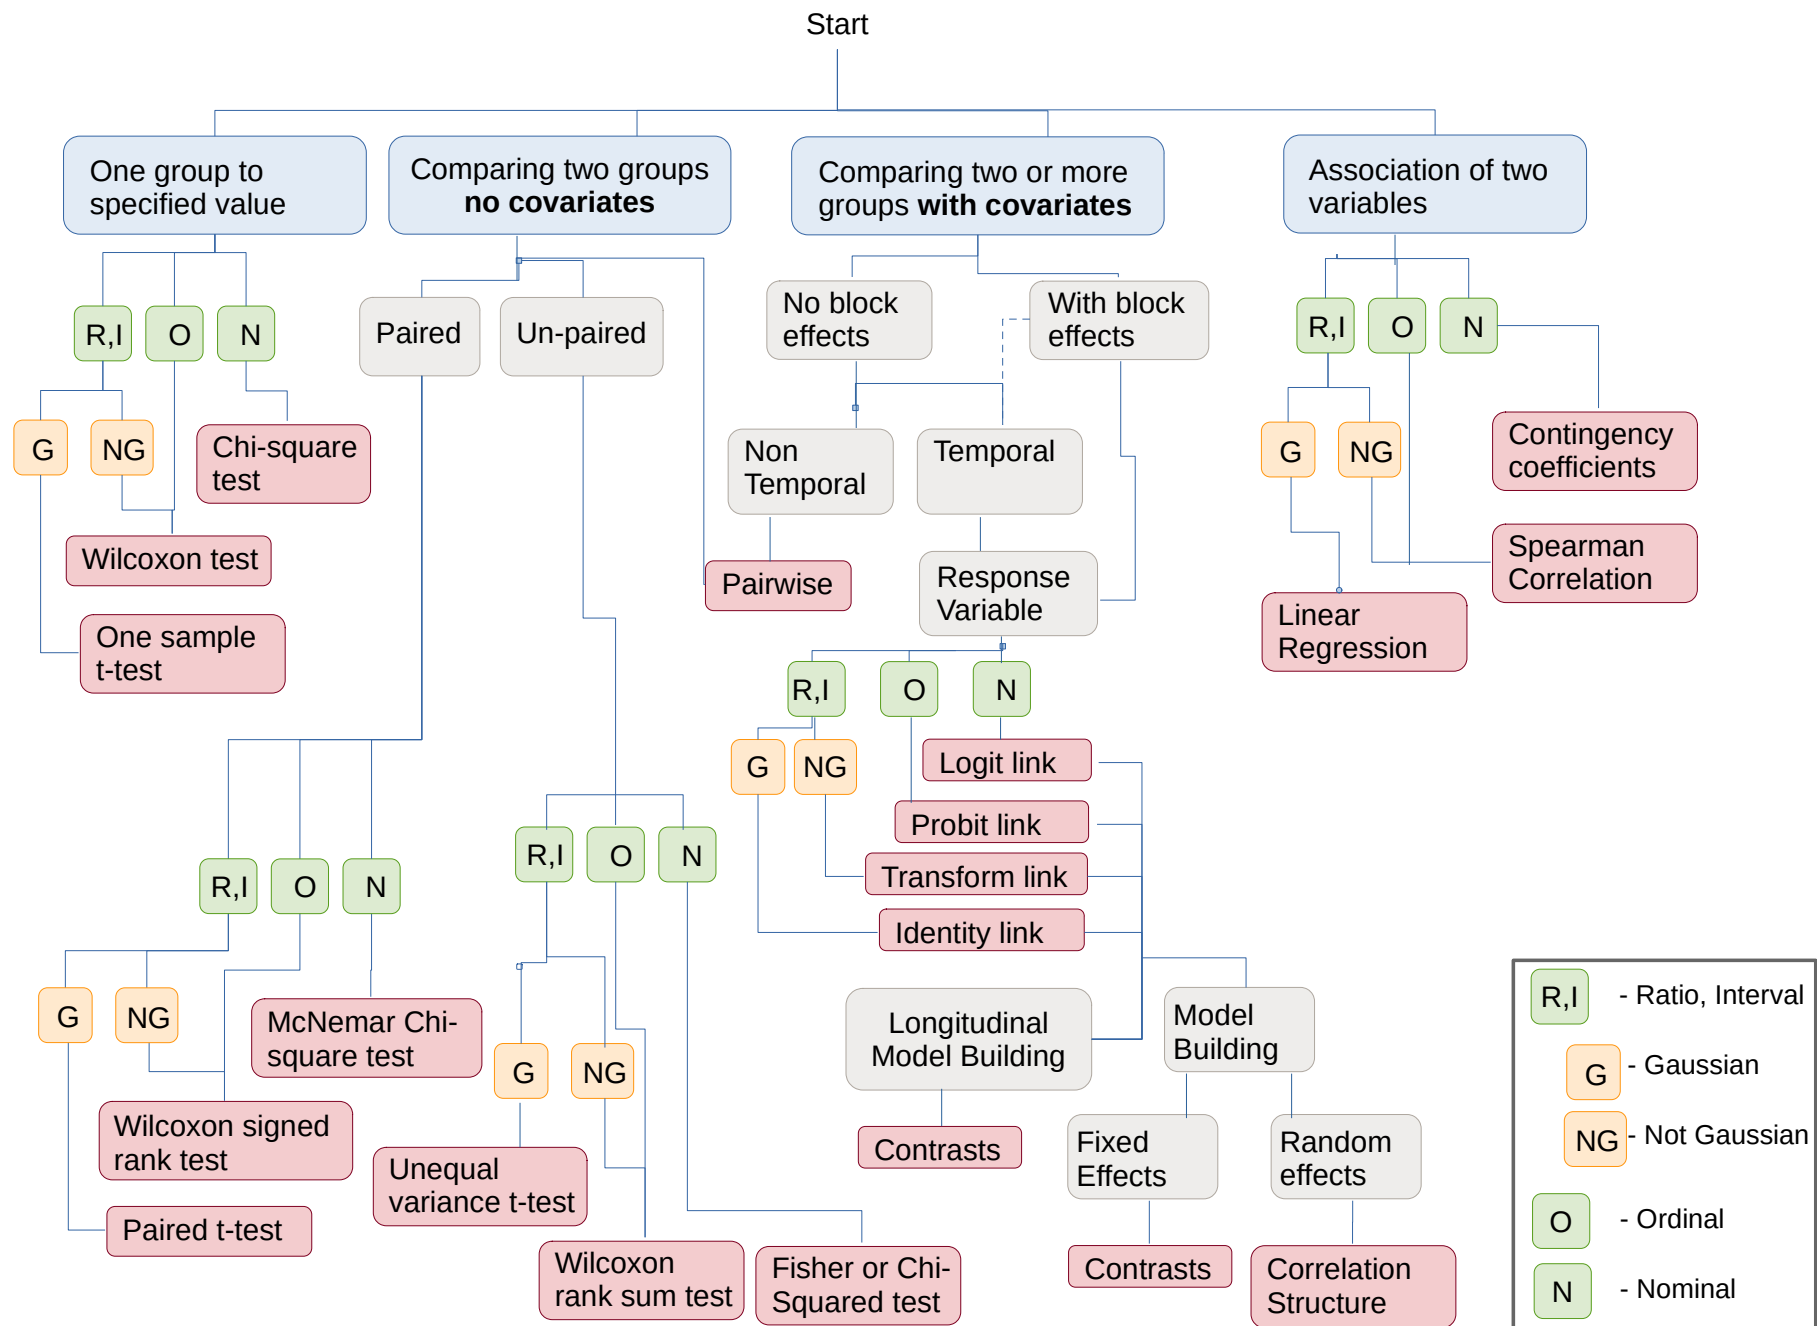 Start
One group to
specified value
Comparing two groups
no covariates
Comparing two or more
groups with covariates
Association of two
variables
R,I
O
N
Paired
Un-paired
No block
effects
With block
effects
R,I
O
N
G
NG
Chi-square
test
Non
Temporal
Temporal
G
NG
Contingency
coefficients
Wilcoxon test
Pairwise
Response
Variable
Spearman
Correlation
One sample
t-test
Linear
Regression
R,I
O
N
G
NG
Logit link
Probit link
Transform link
Identity link
R,I
O
N
R,I
O
N
G
NG
McNemar Chi-
square test
G
NG
Longitudinal
Model Building
Model
Building
Wilcoxon signed
rank test
Unequal
variance t-test
Contrasts
Fixed
Effects
Random
effects
Paired t-test
Wilcoxon
rank sum test
Fisher or Chi-
Squared test
Contrasts
Correlation
Structure
R,I - Ratio, Interval
G - Gaussian
NG - Not Gaussian
O - Ordinal
N - Nominal